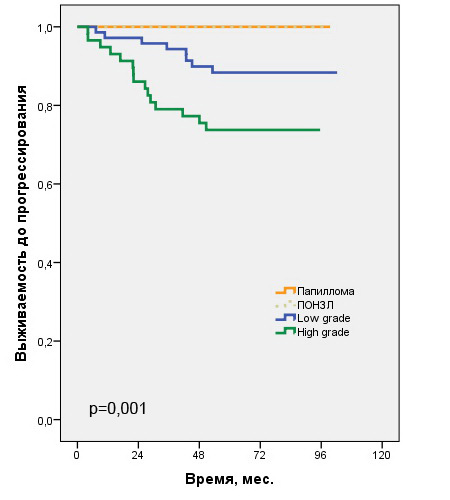 Выживаемость до прогрессирования
1,0
0,8
0,6
0,4
0,2
0,0
Папиллома
ПОНЗЛ
Low grade
High grade
p=0,001
0 24 48 72 96 120
Время, мес.